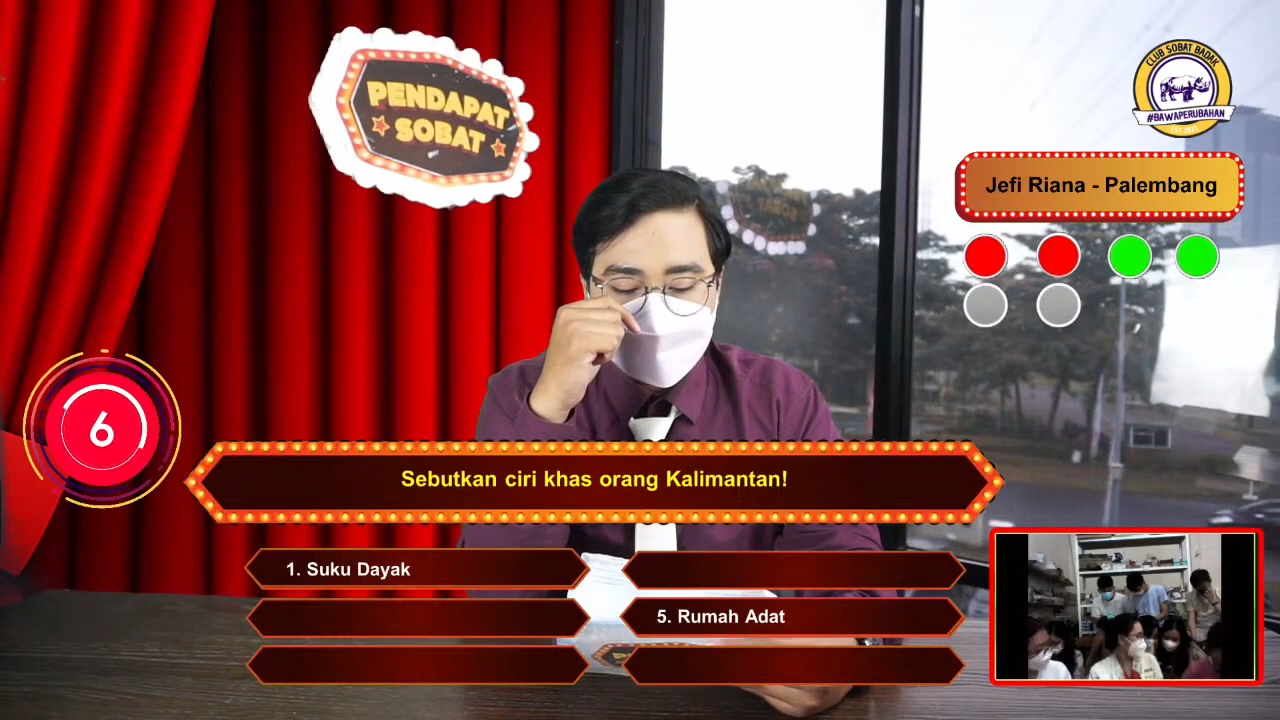 PENDAPAT
SOBAT
CLUB SOBAT BADAK
#BAWAPERUBAHAN
Jefi Riana - Palembang
6
Sebutkan ciri khas orang Kalimantan!
1. Suku Dayak
5. Rumah Adat